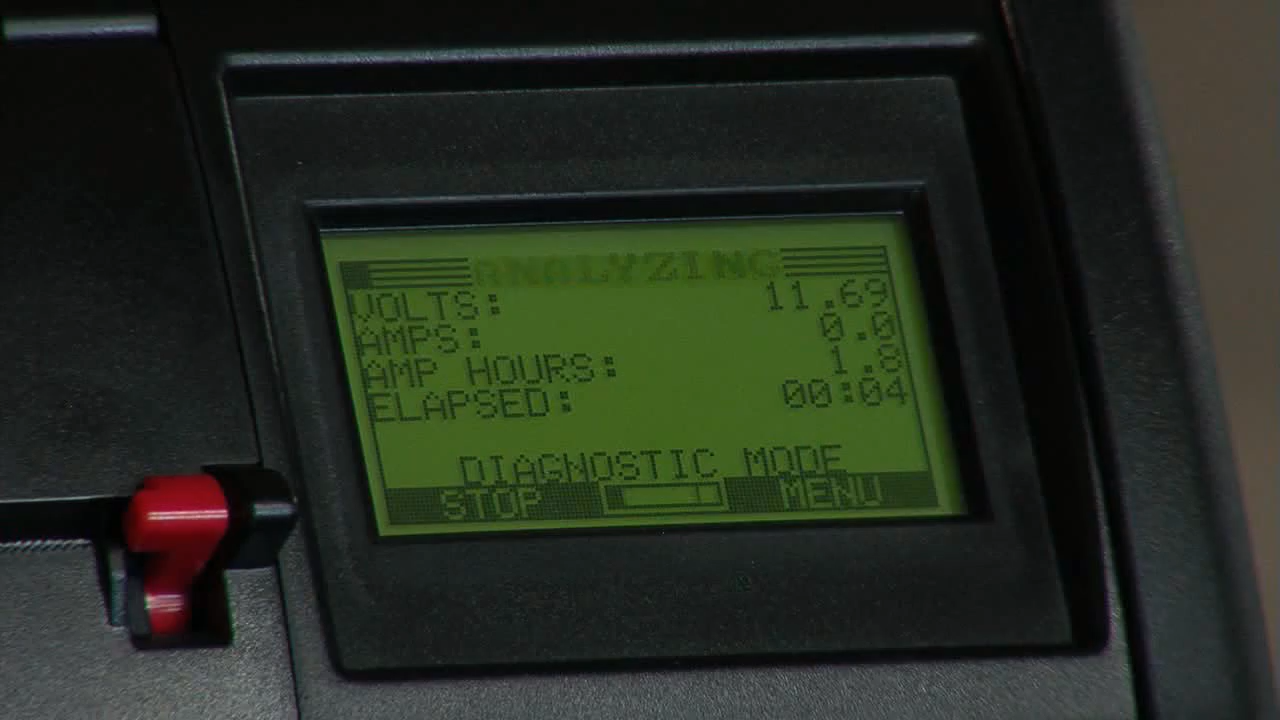 ANALYZING
VOLTS: 11.69
AMPS: 0.0
AMP HOURS: 1.8
ELAPSED: 00:04
DIAGNOSTIC MODE
STOP MENU